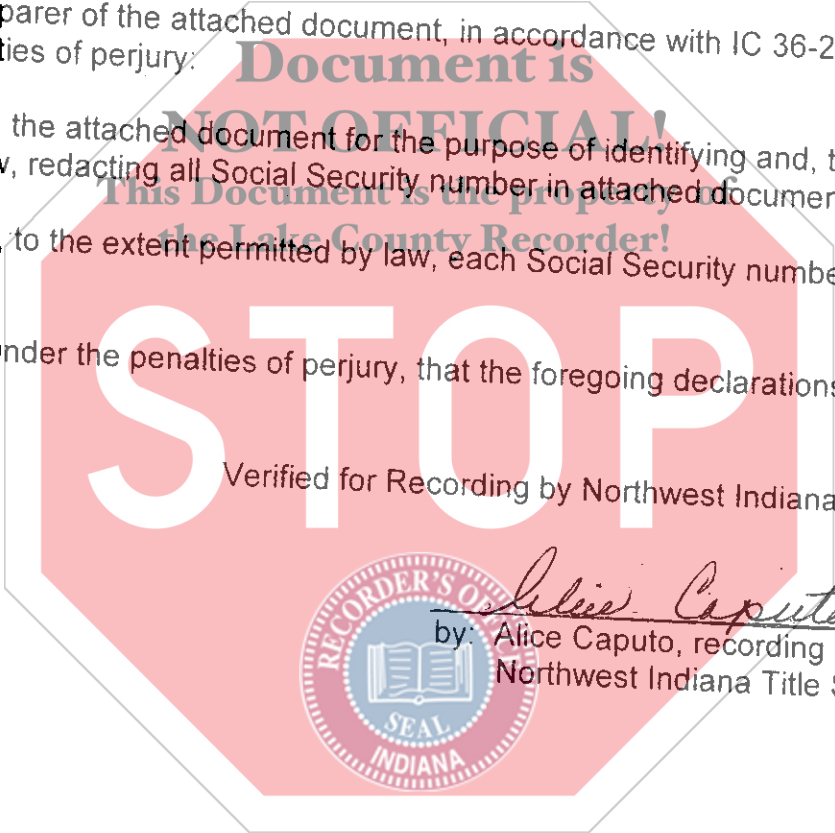 parer of the attached document, in accordance with IC 36-2
ties of perjury:
Document is
NOT OFFICIAL!
the attached document for the purpose of identifying and, t
w, redacting all Social Security number in attached documen
This Document is the property of
the Lake County Recorder!
, to the extent permitted by law, each Social Security numbe
nder the penalties of perjury, that the foregoing declarations
STOP
Verified for Recording by Northwest Indiana
Alice Caputo
by: Alice Caputo, recording
Northwest Indiana Title S
RECORDER'S OFFICE
SEAL
INDIANA